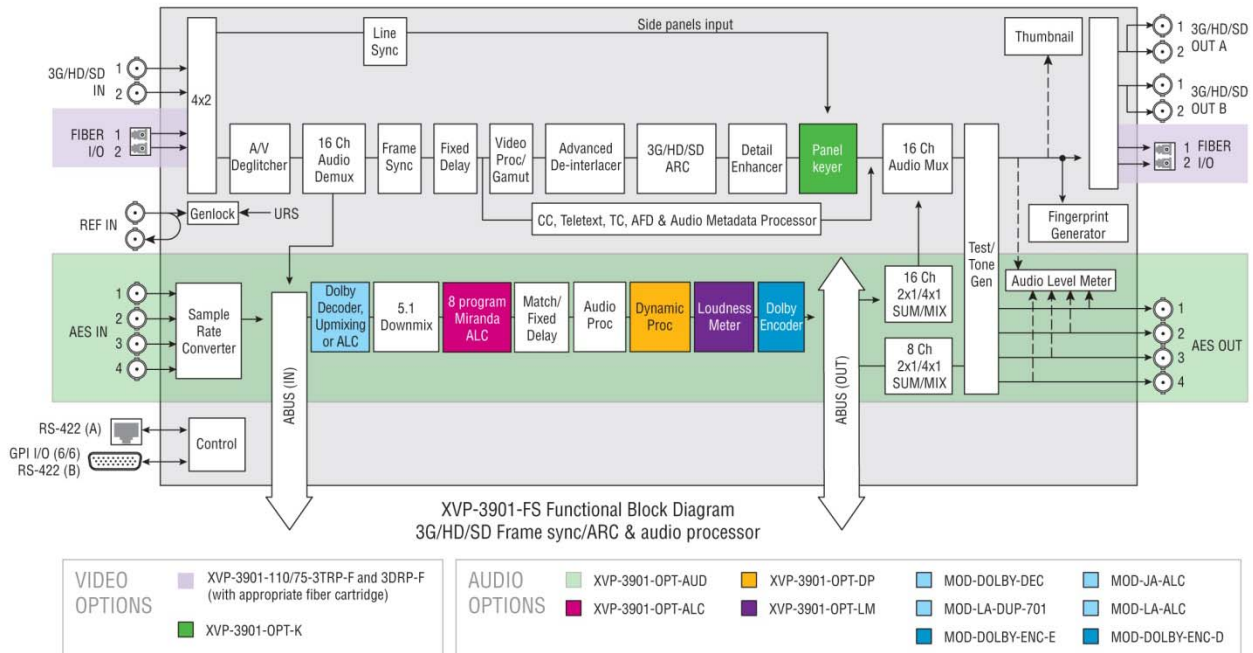 Line
Sync
Side panels input
Thumbnail
1
2
3G/HD/SD
OUT A
1
2
3G/HD/SD
OUT B
3G/HD/SD
IN
1
2
4x2
FIBER
I/O
1
2
A/V
Deglitcher
16 Ch
Audio
Demux
Frame
Sync
Fixed
Delay
Video
Proc/
Gamut
Advanced
De-interlacer
3G/HD/SD
ARC
Detail
Enhancer
Panel
keyer
16 Ch
Audio Mux
1
2
FIBER
I/O
REF IN
Genlock
URS
CC, Teletext, TC, AFD & Audio Metadata Processor
Fingerprint
Generator
Test/
Tone
Gen
Audio Level Meter
AES IN
1
2
3
4
Sample
Rate
Converter
ABUS (IN)
Dolby
Decoder,
Upmixing
or ALC
5.1
Downmix
8 program
Miranda
ALC
Match/
Fixed
Delay
Audio
Proc
Dynamic
Proc
Loudness
Meter
Dolby
Encoder
ABUS (OUT)
16 Ch
2x1/4x1
SUM/MIX
8 Ch
2x1/4x1
SUM/MIX
1
2
3
4
AES OUT
RS-422 (A)
GPI I/O (6/6)
RS-422 (B)
Control
XVP-3901-FS Functional Block Diagram
3G/HD/SD Frame sync/ARC & audio processor
VIDEO
OPTIONS
XVP-3901-110/75-3TRP-F and 3DRP-F
(with appropriate fiber cartridge)
XVP-3901-OPT-K
AUDIO
OPTIONS
XVP-3901-OPT-AUD
XVP-3901-OPT-DP
MOD-DOLBY-DEC
MOD-JA-ALC
XVP-3901-OPT-ALC
XVP-3901-OPT-LM
MOD-LA-DUP-701
MOD-LA-ALC
MOD-DOLBY-ENC-E
MOD-DOLBY-ENC-D